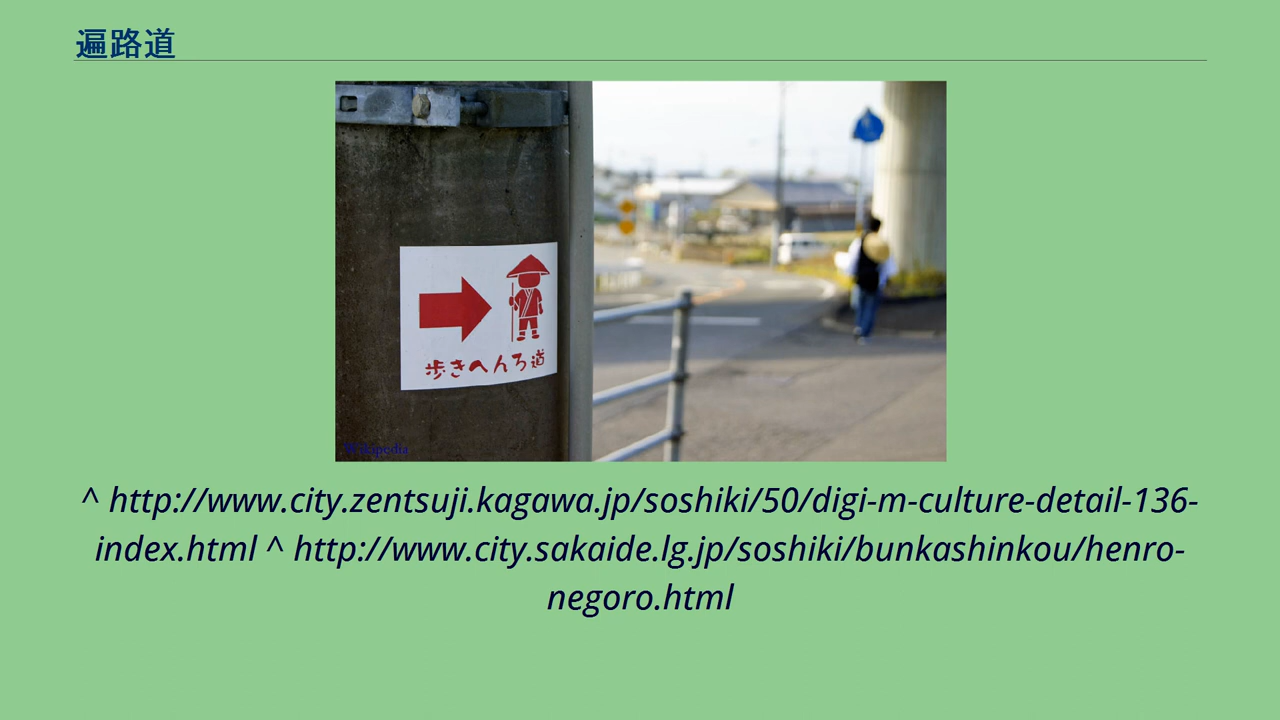 遍路道
歩きへんろ道
Wikipedia
^ http://www.city.zentsuji.kagawa.jp/soshiki/50/digi-m-culture-detail-136-
index.html ^ http://www.city.sakaide.lg.jp/soshiki/bunkashinkou/henro-
negoro.html